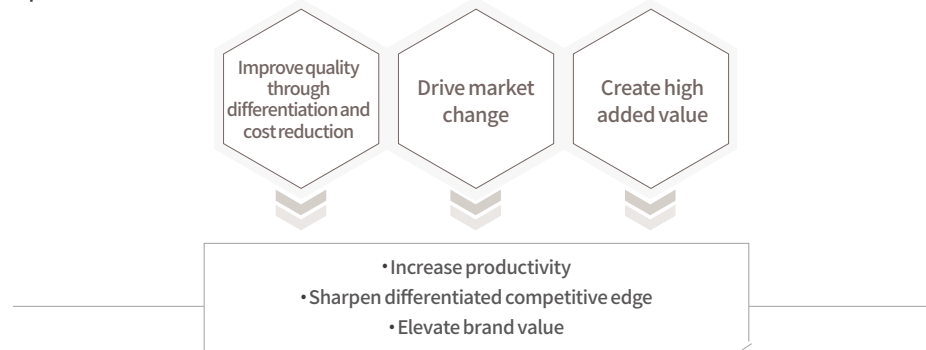 Improve quality
through
differentiation and
cost reduction
Drive market
change
Create high
added value
•Increase productivity
•Sharpen differentiated competitive edge
•Elevate brand value